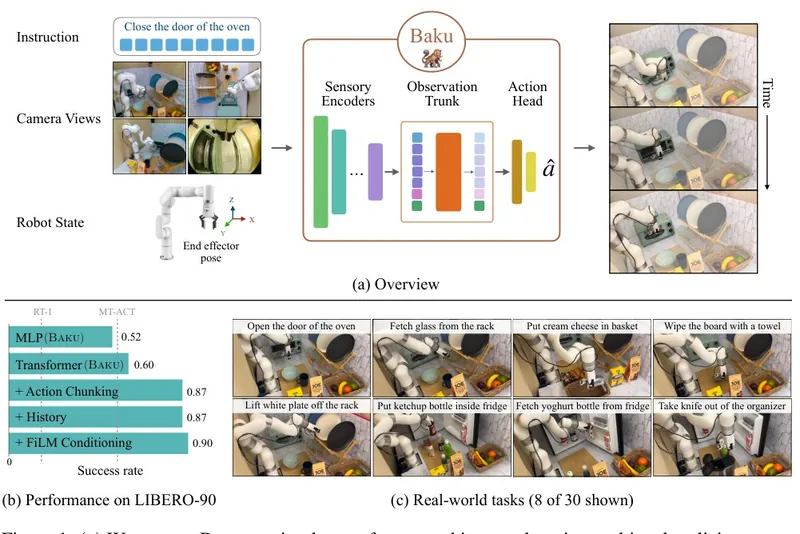 Instruction
Close the door of the oven
Camera Views
Robot State
Z
X
Y
End effector
pose
Baku
Sensory
Encoders
Observation
Trunk
Action
Head
...
â
Time
(a) Overview
RT-1
MT-ACT
MLP(BAKU)
0.52
Transformer(BAKU)
0.60
+ Action Chunking
0.87
+ History
0.87
+ FiLM Conditioning
0.90
0
Success rate
(b) Performance on LIBERO-90
Open the door of the oven
Fetch glass from the rack
Put cream cheese in basket
Wipe the board with a towel
Lift white plate off the rack
Put ketchup bottle inside fridge
Fetch yoghurt bottle from fridge
Take knife out of the organizer
(c) Real-world tasks (8 of 30 shown)